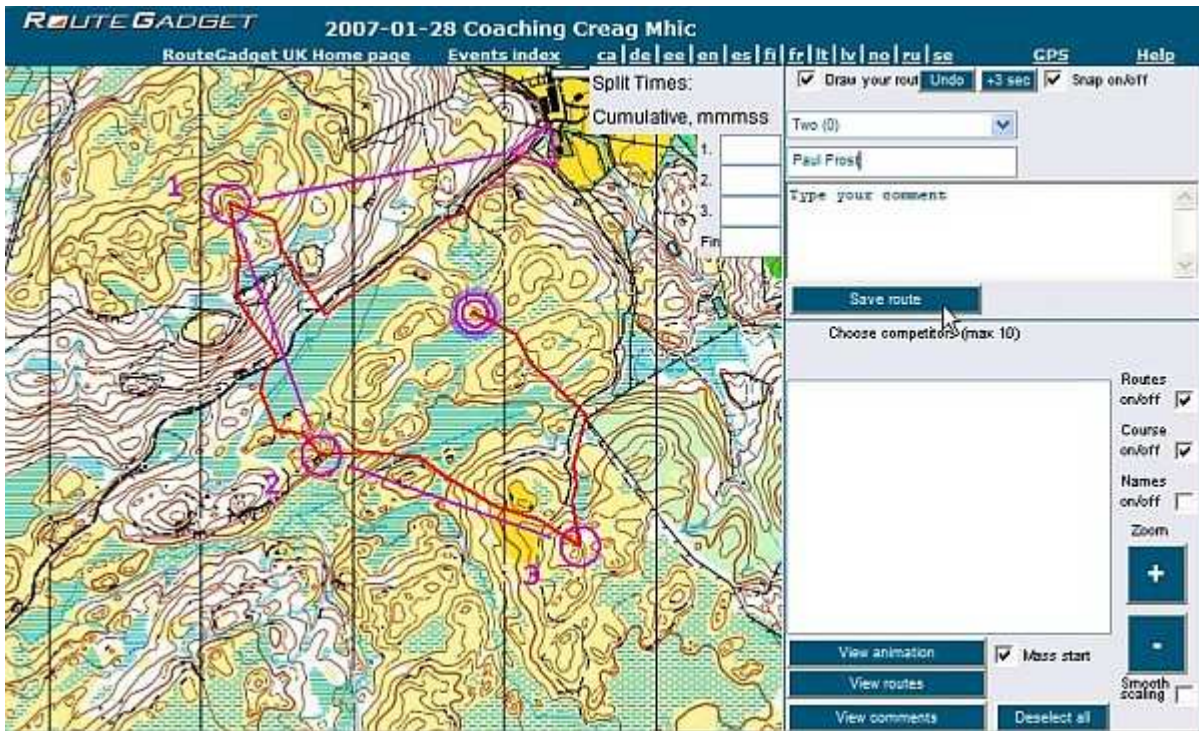 ROUTE GADGET
2007-01-28 Coaching Creag Mhic
RouteGadget UK Home page Events index ca|de|ee|en|es|fi|fr|lt|lv|no|ru|se GPS Help
Split Times:
Cumulative, mmmss
1.
2.
3.
Fin
Draw your rout Undo +3 sec Snap on/off
Two (0)
Paul Frost
Type your comment
Save route
Choose competitors (max 10)
Routes
on/off
Course
on/off
Names
on/off
Zoom
+
-
Smooth
scaling
View animation Mass start
View routes
View comments Deselect all
1
2
3